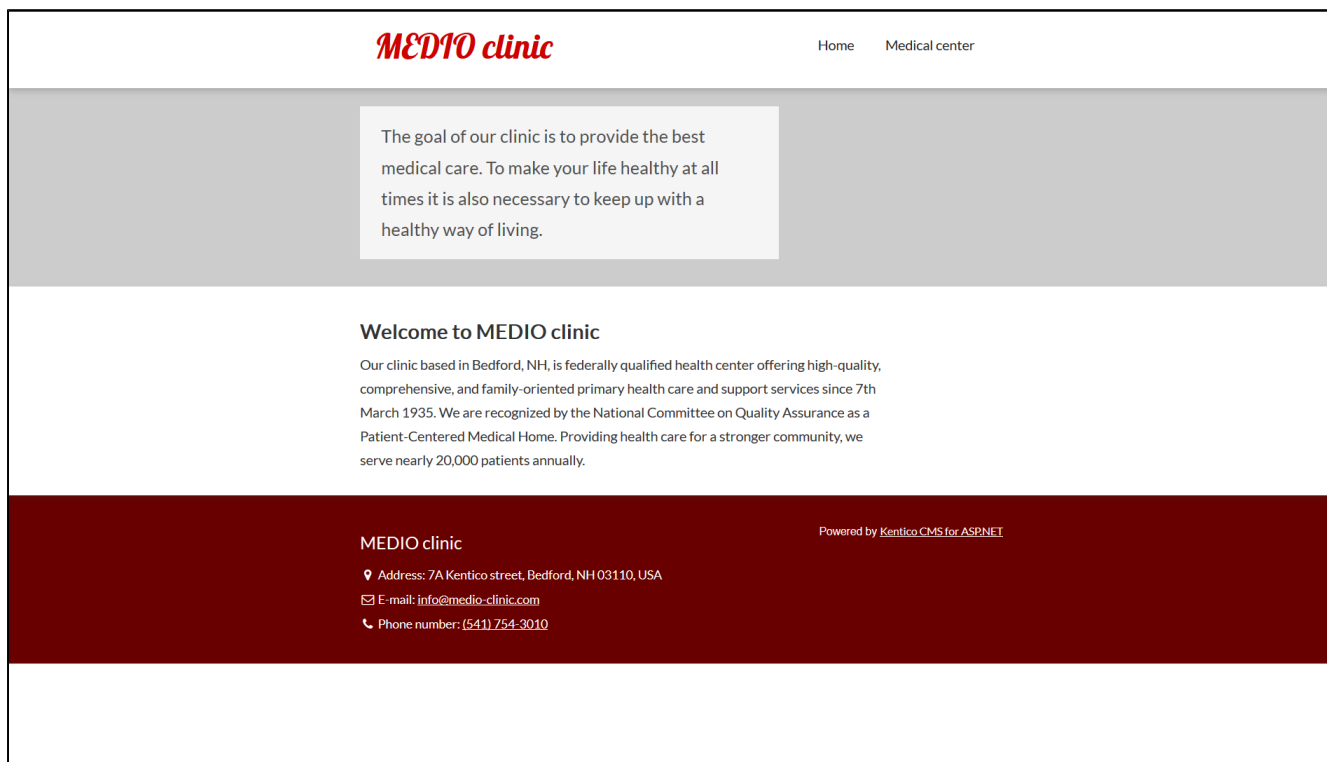 MEDIO clinic
Home
Medical center
The goal of our clinic is to provide the best
medical care. To make your life healthy at all
times it is also necessary to keep up with a
healthy way of living.
Welcome to MEDIO clinic
Our clinic based in Bedford, NH, is federally qualified health center offering high-quality,
comprehensive, and family-oriented primary health care and support services since 7th
March 1935. We are recognized by the National Committee on Quality Assurance as a
Patient-Centered Medical Home. Providing health care for a stronger community, we
serve nearly 20,000 patients annually.
MEDIO clinic
Address: 7A Kentico street, Bedford, NH 03110, USA
E-mail: info@medio-clinic.com
Phone number: (541) 754-3010
Powered by Kentico CMS for ASP.NET